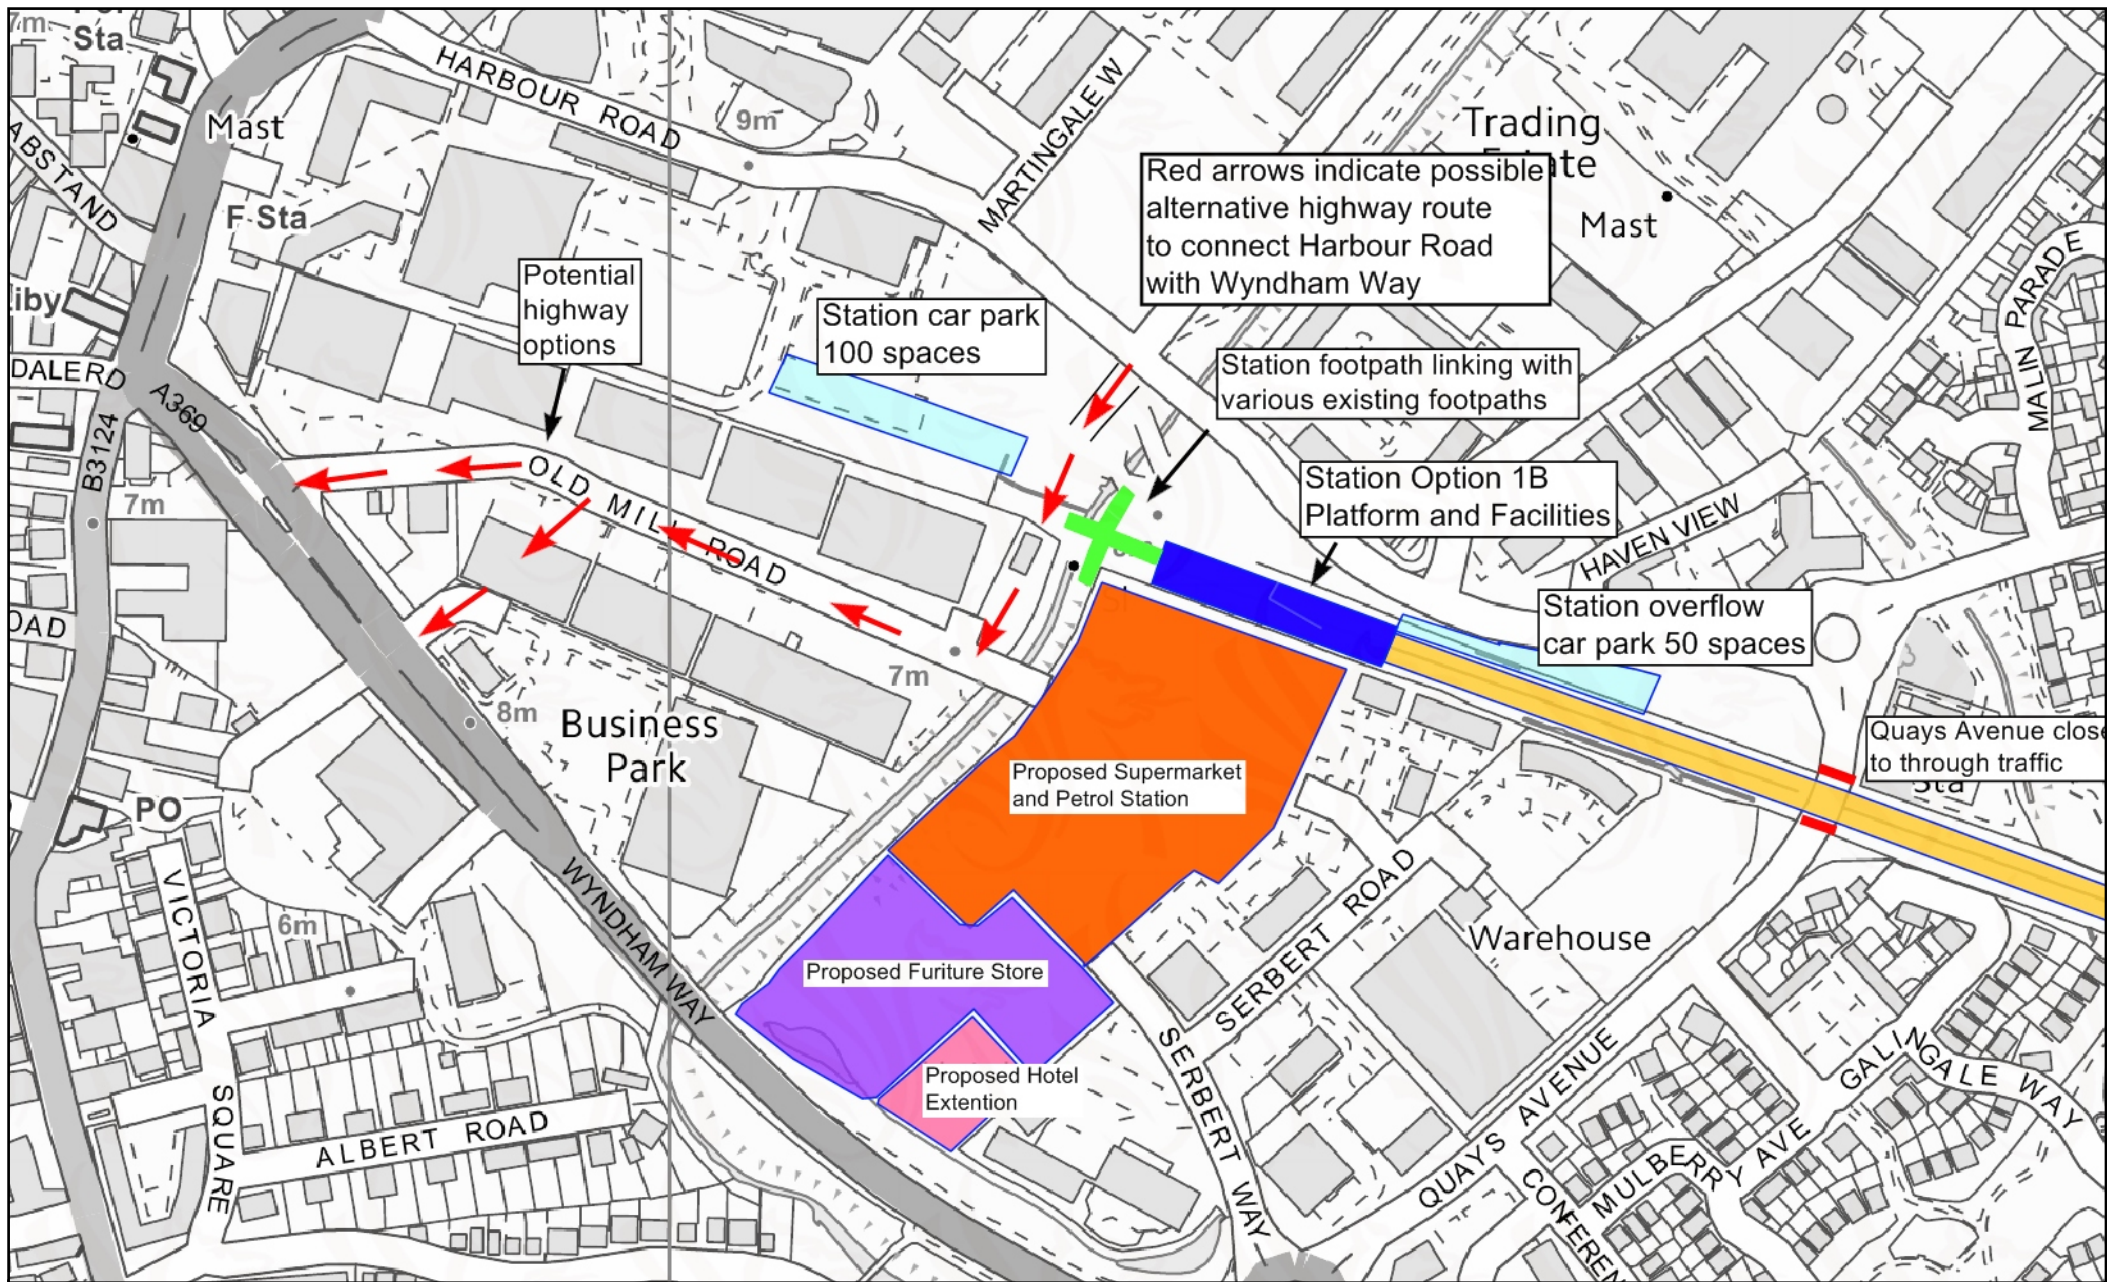 7m
Sta
HARBOUR ROAD
Mast
9m
MARTINGALE W
Trading
Estate
Mast
ABSTAND
F Sta
Red arrows indicate possible
alternative highway route
to connect Harbour Road
with Wyndham Way
MALIN PARADE
Potential
highway
options
Station car park
100 spaces
Station footpath linking with
various existing footpaths
Liby
DALE RD
A369
B3124
7m
OLD MILL ROAD
Station Option 1B
Platform and Facilities
HAVEN VIEW
OAD
Station overflow
car park 50 spaces
7m
8m
Business
Park
Quays Avenue close
to through traffic
Sta
Proposed Supermarket
and Petrol Station
PO
WYNDHAM WAY
VICTORIA SQUARE
6m
SERBERT ROAD
Warehouse
Proposed Furiture Store
SERBERT WAY
Proposed Hotel
Extention
ALBERT ROAD
QUAYS AVENUE
GALINGALE WAY
MULBERRY AVE
CONFEREN